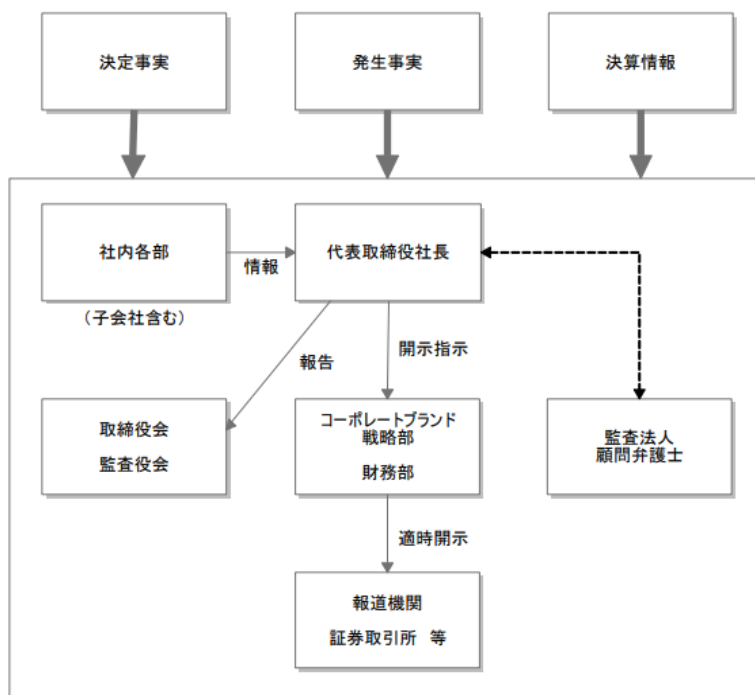 決定事実
発生事実
決算情報
社内各部
情報
代表取締役社長
（子会社含む）
報告
開示指示
取締役会
監査役会
コーポレートブランド
戦略部
財務部
監査法人
顧問弁護士
適時開示
報道機関
証券取引所　等